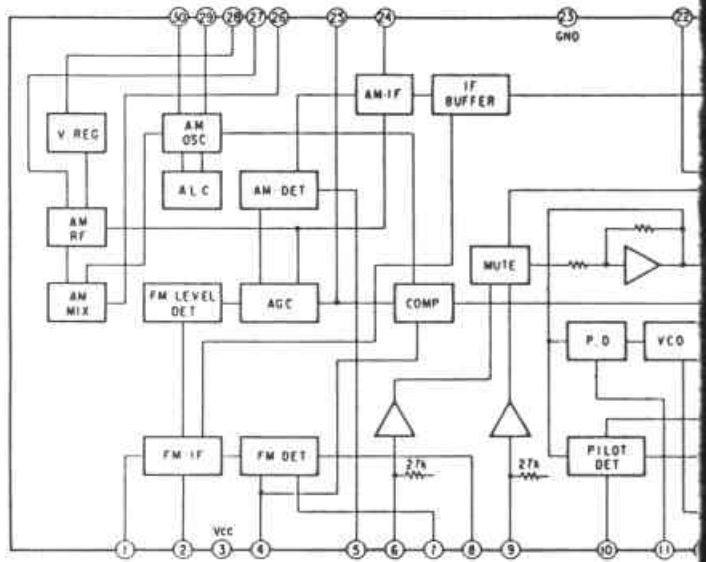 30 29 28 27 26 25 24 23 22
GND
AM-IF
IF
BUFFER
V REG
AM
OSC
ALC
AM DET
AM
RF
MUTE
AM
MIX
FM LEVEL
DET
AGC
COMP
P.D
VCO
FM IF
FM DET
27k
27k
PILOT
DET
VCC
1 2 3 4 5 6 7 8 9 10 11